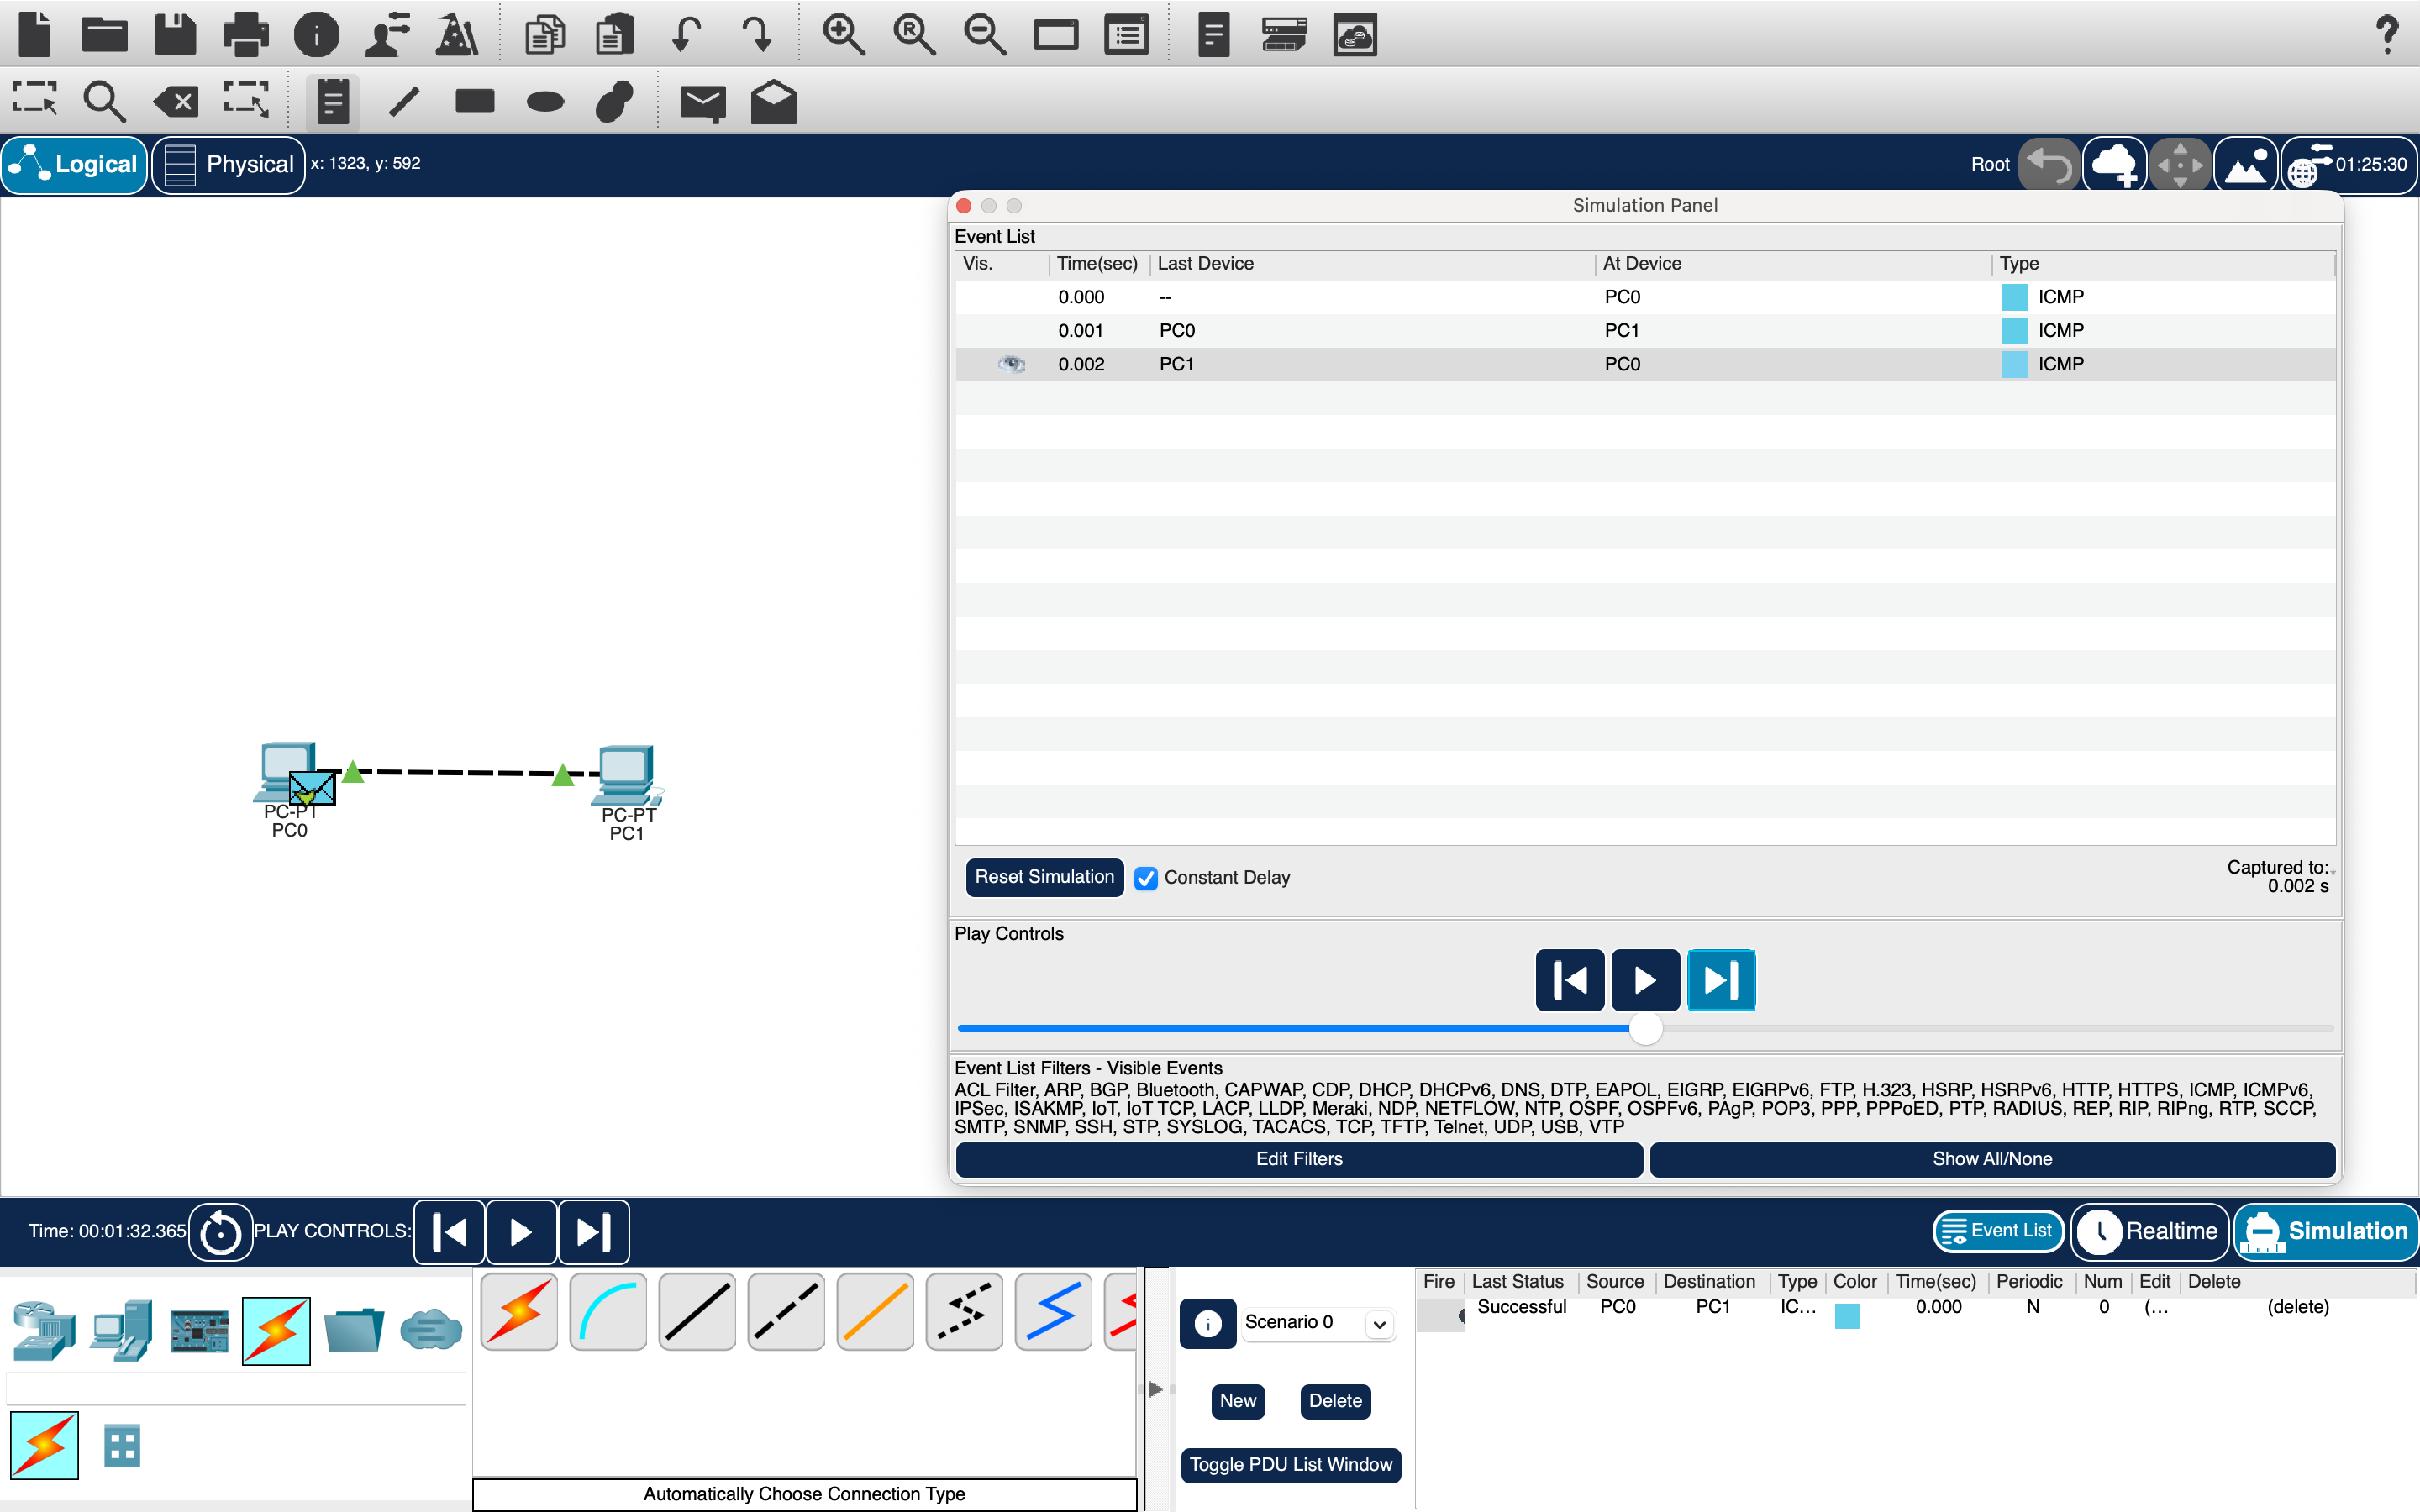 Logical
Physical
x: 1323, y: 592
Root
01:25:30
Simulation Panel
Event List
Vis. Time(sec) Last Device At Device Type
0.000 -- PC0 ICMP
0.001 PC0 PC1 ICMP
0.002 PC1 PC0 ICMP
PC-PT
PC0
PC-PT
PC1
Reset Simulation
Constant Delay
Captured to:*
0.002 s
Play Controls
Event List Filters - Visible Events
ACL Filter, ARP, BGP, Bluetooth, CAPWAP, CDP, DHCP, DHCPv6, DNS, DTP, EAPOL, EIGRP, EIGRPv6, FTP, H.323, HSRP, HSRPv6, HTTP, HTTPS, ICMP, ICMPv6,
IPSec, ISAKMP, IoT, IoT TCP, LACP, LLDP, Meraki, NDP, NETFLOW, NTP, OSPF, OSPFv6, PAgP, POP3, PPP, PPPoED, PTP, RADIUS, REP, RIP, RIPng, RTP, SCCP,
SMTP, SNMP, SSH, STP, SYSLOG, TACACS, TCP, TFTP, Telnet, UDP, USB, VTP
Edit Filters
Show All/None
Time: 00:01:32.365
PLAY CONTROLS:
Event List
Realtime
Simulation
Scenario 0
New
Delete
Toggle PDU List Window
Fire Last Status Source Destination Type Color Time(sec) Periodic Num Edit Delete
Successful PC0 PC1 IC... 0.000 N 0 (... (delete)
Automatically Choose Connection Type